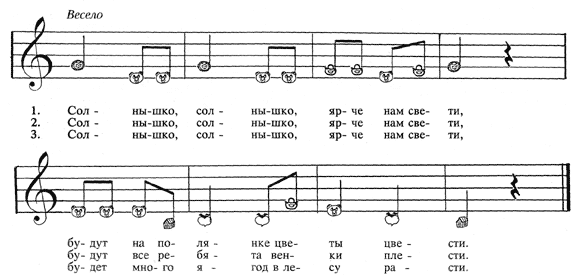 Весело
1. Сол - ны-шко, сол - ны-шко, яр- че нам све- ти,
2. Сол - ны-шко, сол - ны-шко, яр- че нам све- ти,
3. Сол - ны-шко, сол - ны-шко, яр- че нам све- ти,
бу- дут на по- ля - нке цве- ты цве - сти.
бу- дут все ре- бя - та вен- ки пле - сти.
бу- дет мно- го я - год в ле- су ра - сти.